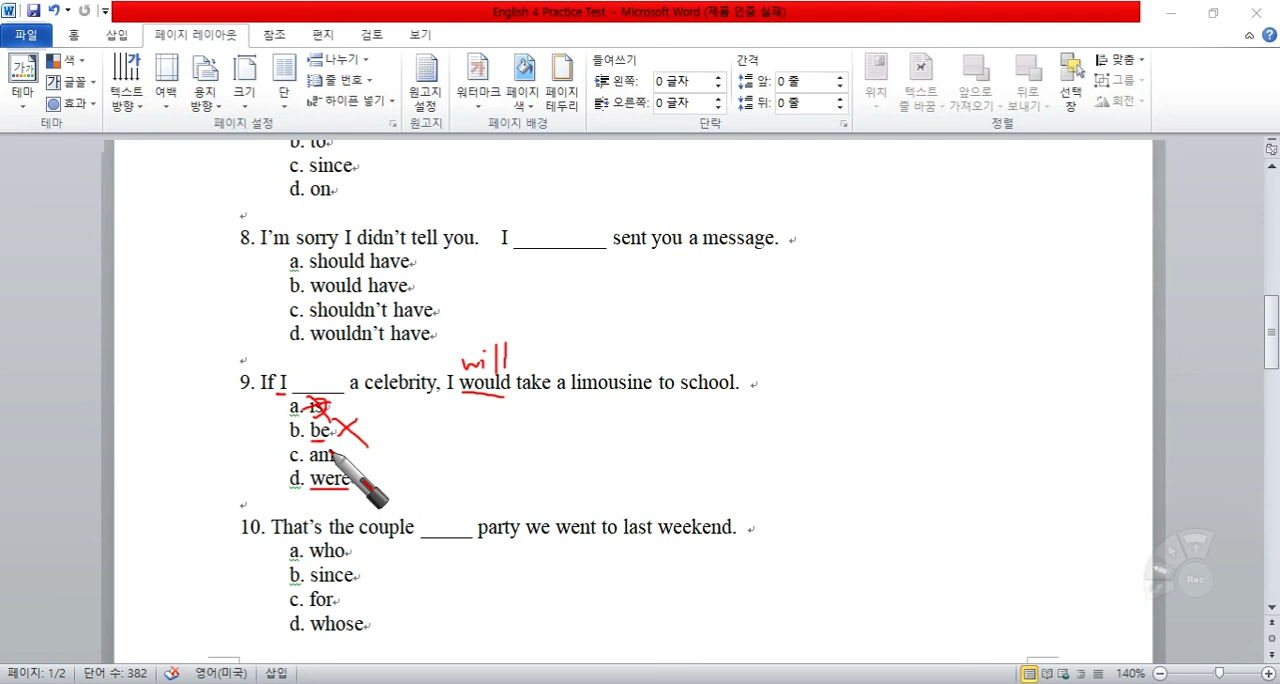 English 4 Practice Test - Microsoft Word (제품 인증 실패)
파일 홈 삽입 페이지 레이아웃 참조 편지 검토 보기
가가 색 나누기 들여쓰기 간격 맞춤
글꼴 줄 번호 왼쪽: 0 글자 앞: 0 줄 그룹
테마 효과 텍스트 방향 여백 용지 방향 크기 단 하이픈 넣기 원고지 설정 워터마크 페이지 색 페이지 테두리 오른쪽: 0 글자 뒤: 0 줄 위치 텍스트 줄 바꿈 앞으로 가져오기 뒤로 보내기 선택 창 회전
테마 페이지 설정 원고지 페이지 배경 단락 정렬
b. to
c. since
d. on
8. I'm sorry I didn't tell you. I _________ sent you a message.
a. should have
b. would have
c. shouldn't have
d. wouldn't have
will
9. If I _____ a celebrity, I would take a limousine to school.
a. is
b. be
c. am
d. were
10. That's the couple _____ party we went to last weekend.
a. who
b. since
c. for
d. whose
Rec
페이지: 1/2 단어 수: 382 영어(미국) 삽입 140%